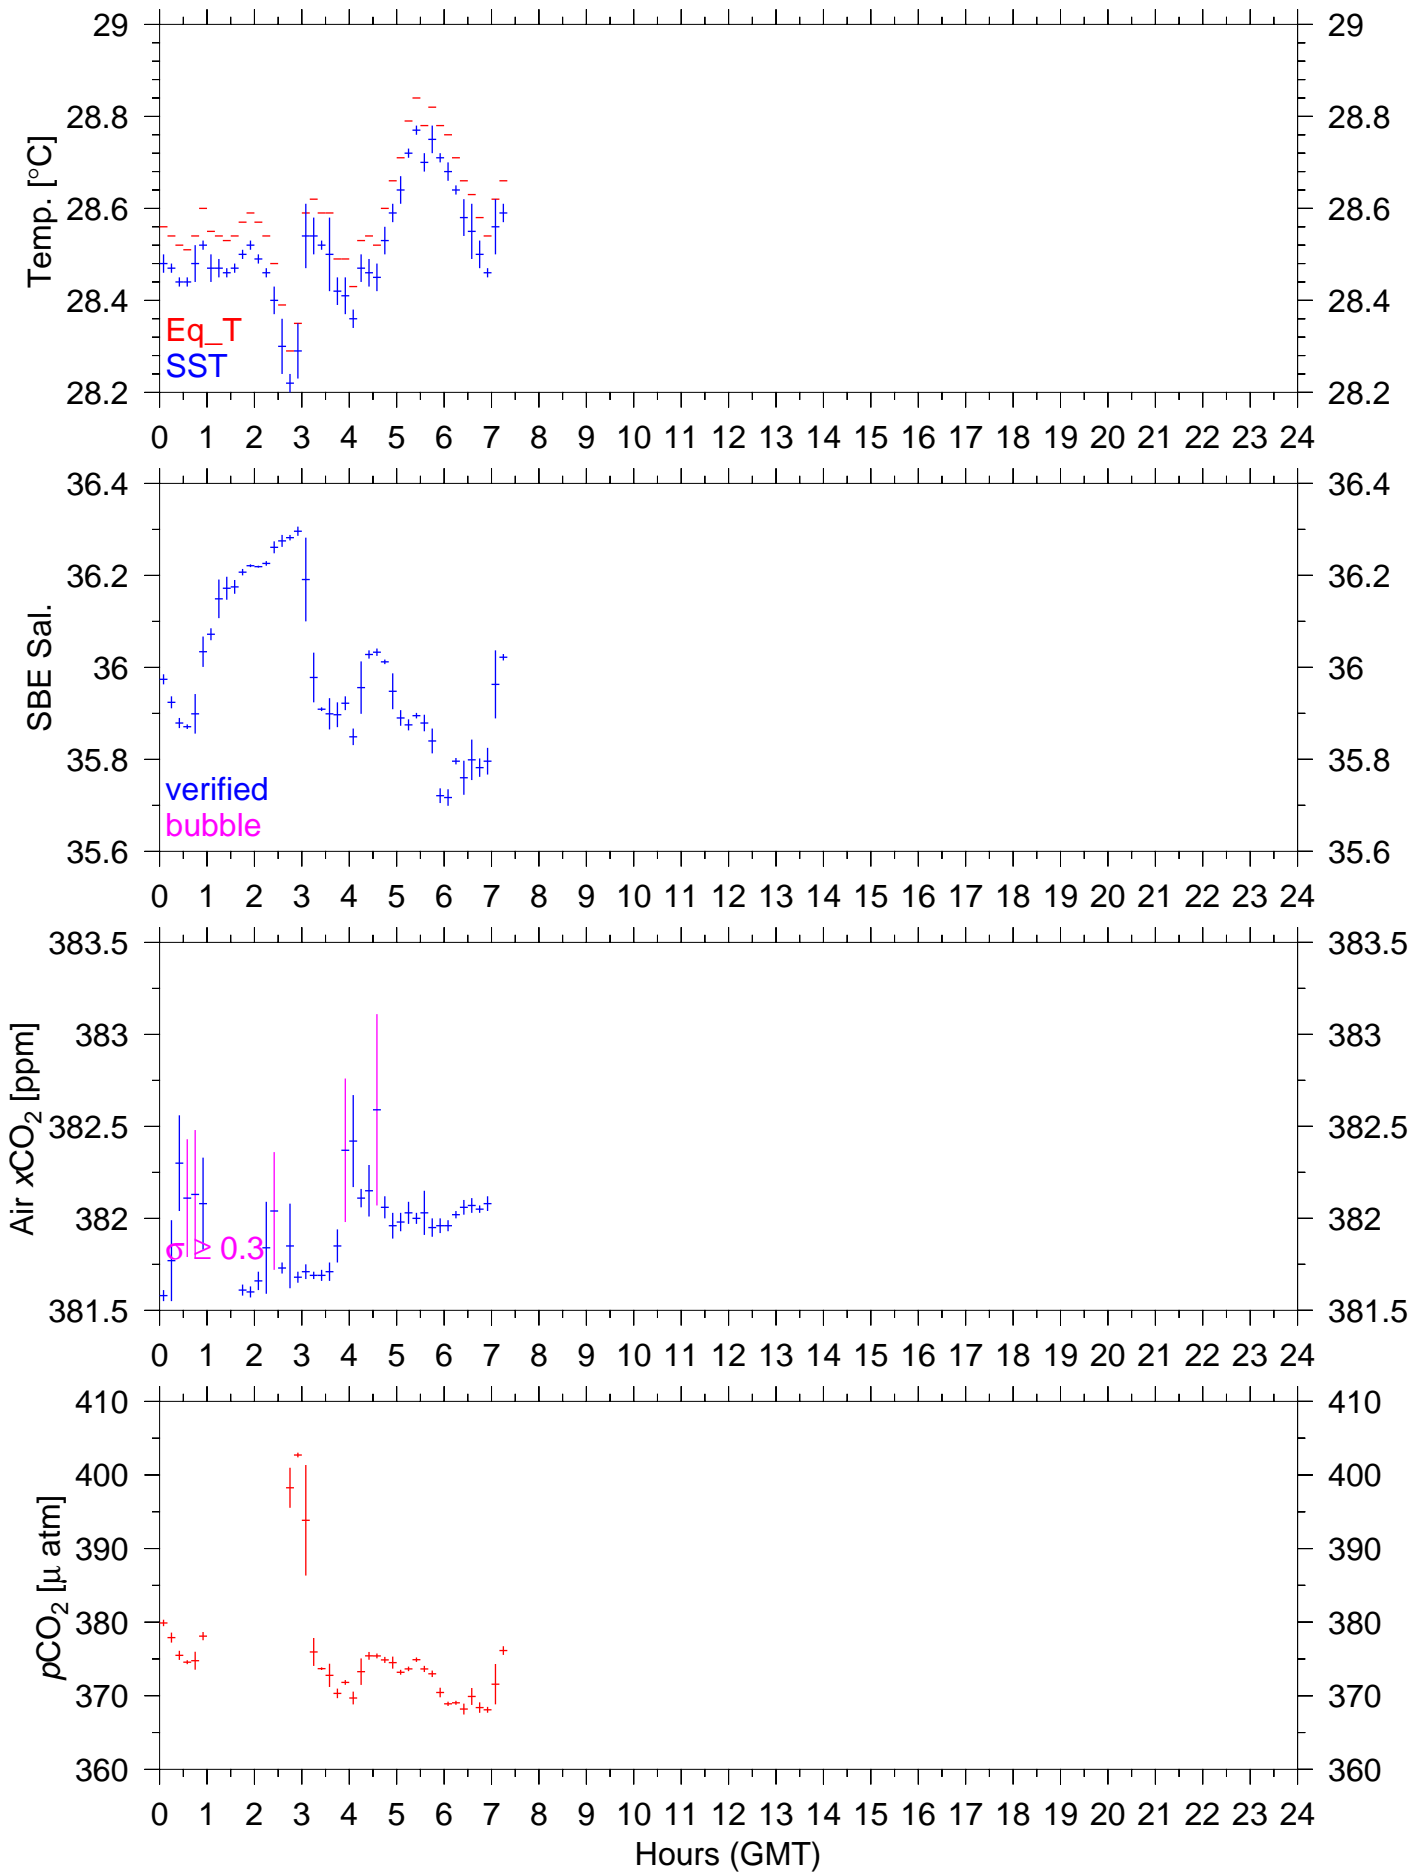 29 29
28.8 28.8
28.6 28.6
28.4 28.4
28.2 28.2
Temp. [°C]
Eq_T
SST
0 1 2 3 4 5 6 7 8 9 10 11 12 13 14 15 16 17 18 19 20 21 22 23 24
36.4 36.4
36.2 36.2
36 36
35.8 35.8
35.6 35.6
SBE Sal.
verified
bubble
0 1 2 3 4 5 6 7 8 9 10 11 12 13 14 15 16 17 18 19 20 21 22 23 24
383.5 383.5
383 383
382.5 382.5
382 382
381.5 381.5
Air xCO₂ [ppm]
σ ≥ 0.3
0 1 2 3 4 5 6 7 8 9 10 11 12 13 14 15 16 17 18 19 20 21 22 23 24
410 410
400 400
390 390
380 380
370 370
360 360
pCO₂ [μ atm]
0 1 2 3 4 5 6 7 8 9 10 11 12 13 14 15 16 17 18 19 20 21 22 23 24
Hours (GMT)